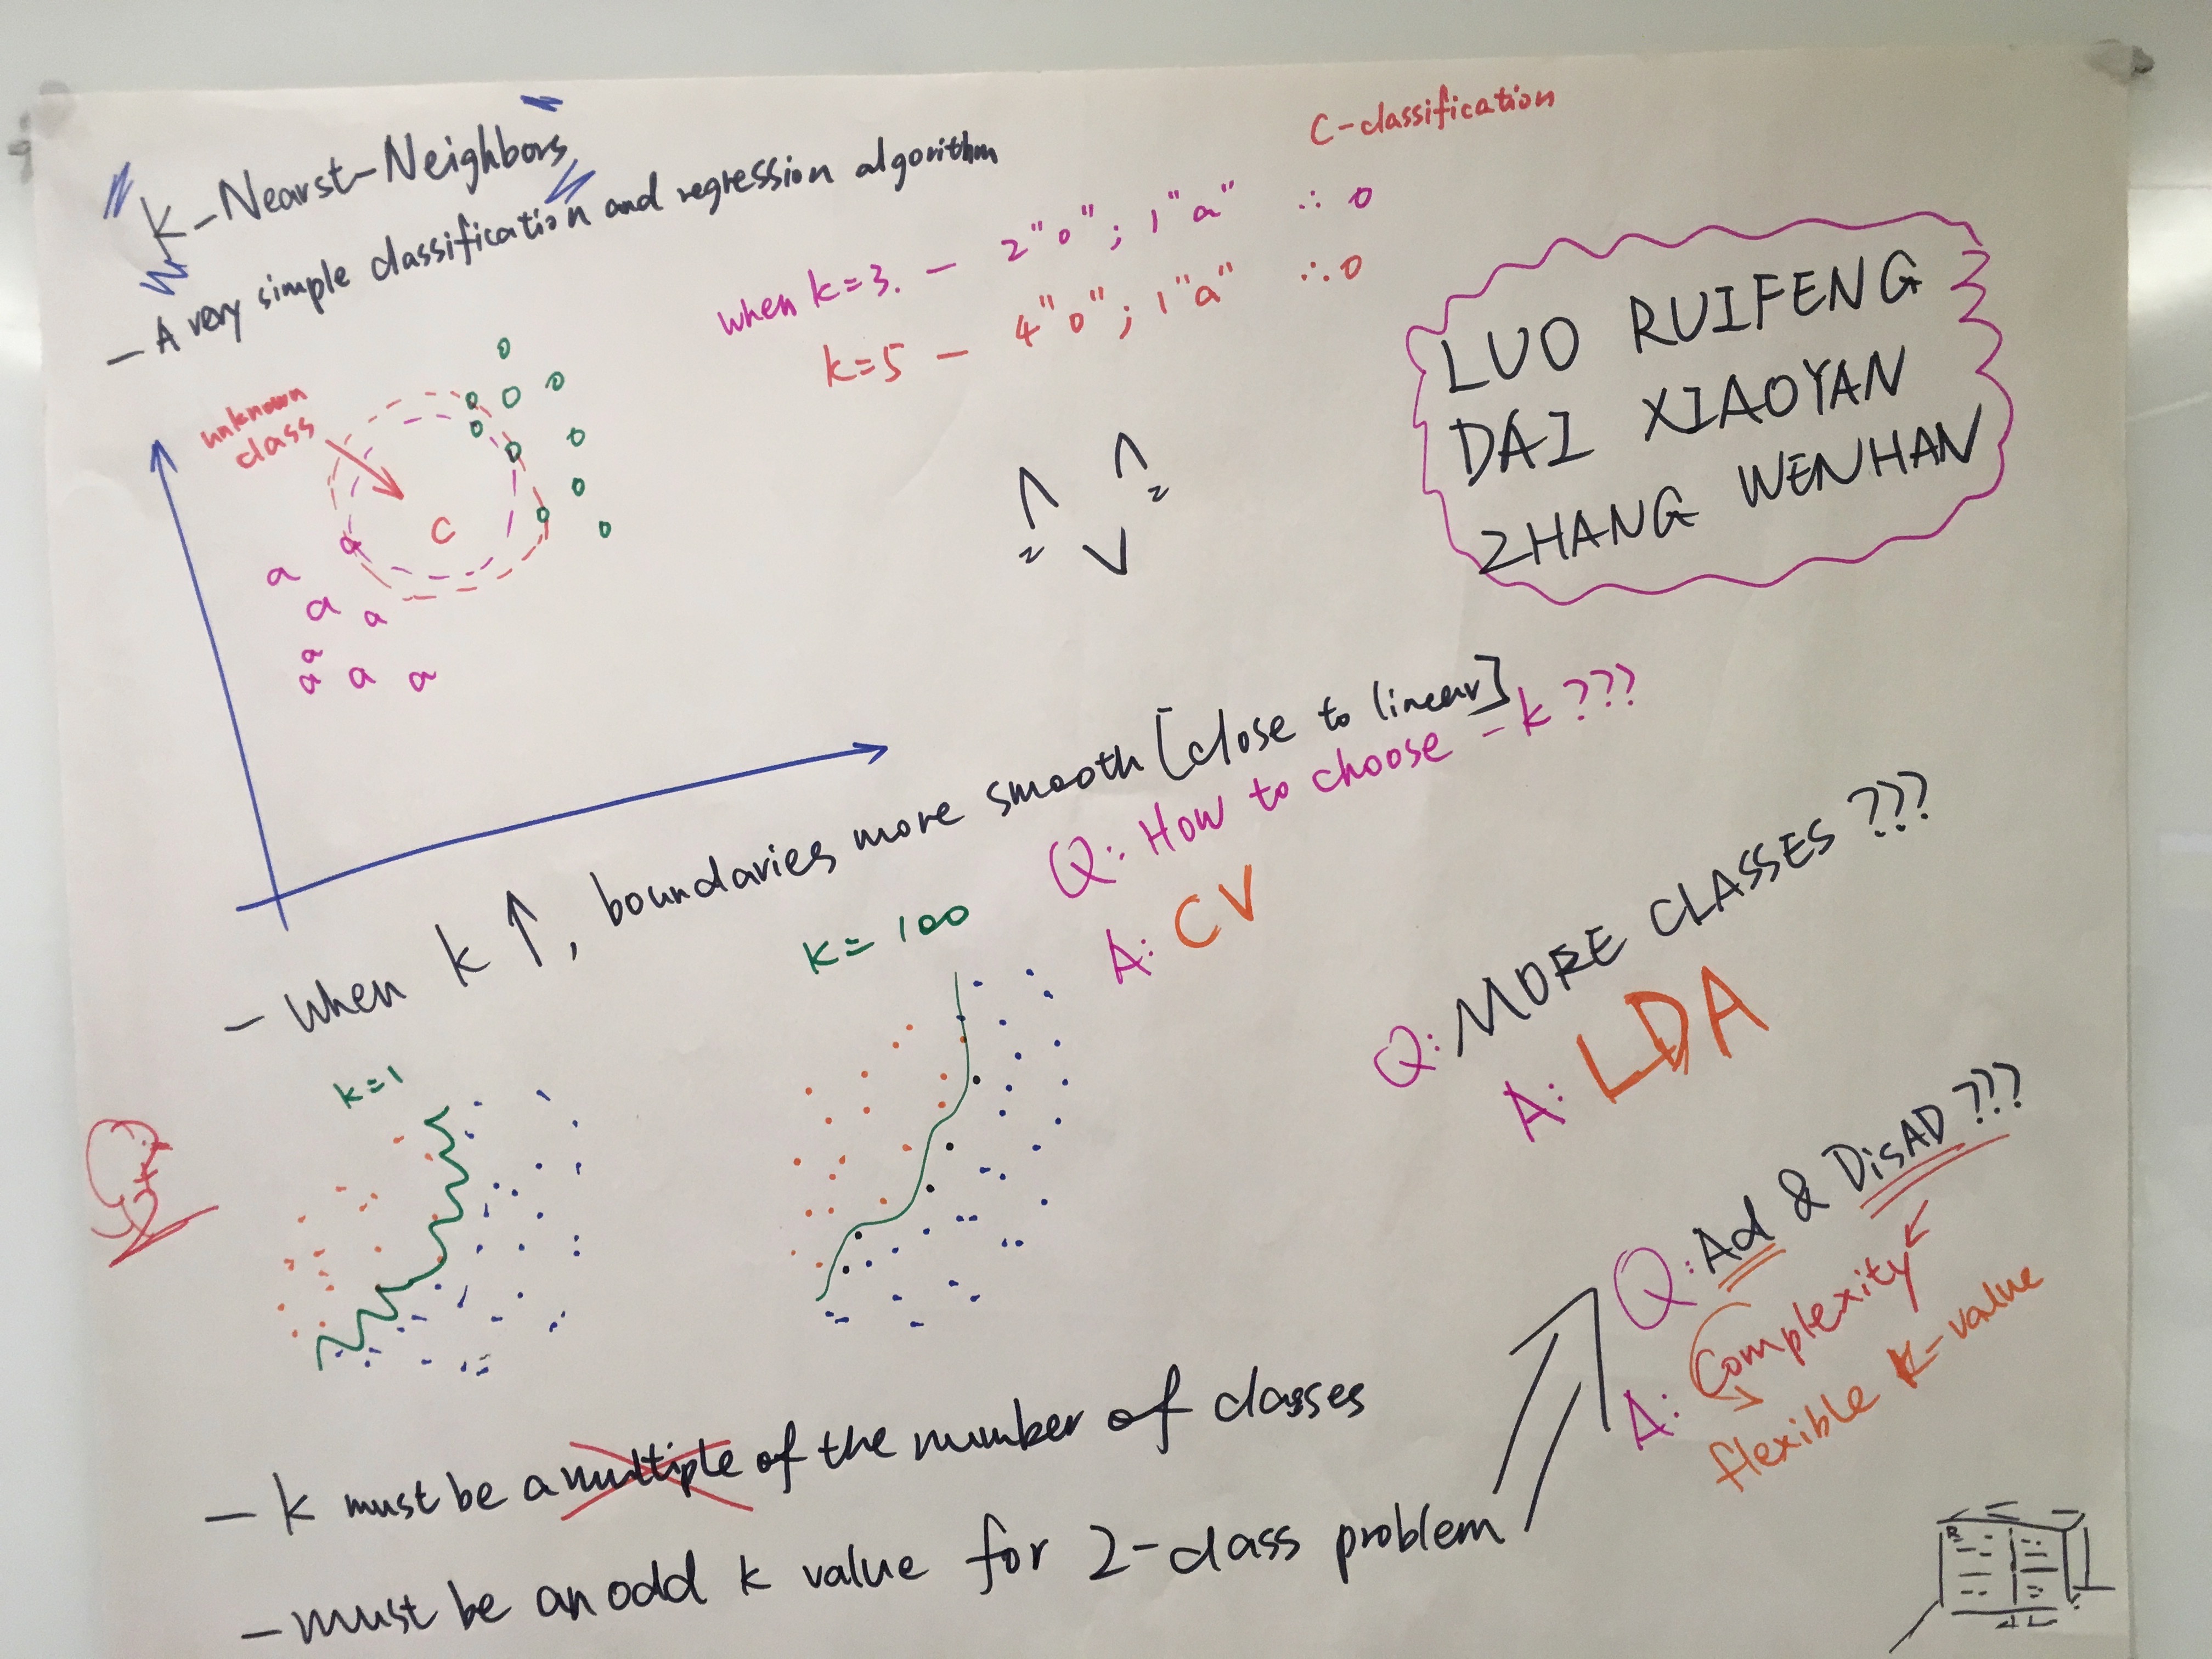 K-Nearst-Neighbors
- A very simple classification and regression algorithm
C-classification
when k=3. - 2"o"; 1"a" ∴ o
k=5 - 4"o"; 1"a" ∴ o
LUO RUIFENG
DAI XIAOYAN
ZHANG WENHAN
unknown
class
o
o o o
o
o o
o
o o
c
a
a
a a
a
a a a
- When k ↑, boundaries more smooth [close to linear]
Q: How to choose - k ???
A: CV
k=1
k=100
Q: MORE CLASSES ???
A: LDA
Q: Ad & DisAD ???
A: Complexity
flexible k-value
- k must be a multiple of the number of classes
- must be an odd k value for 2-class problem